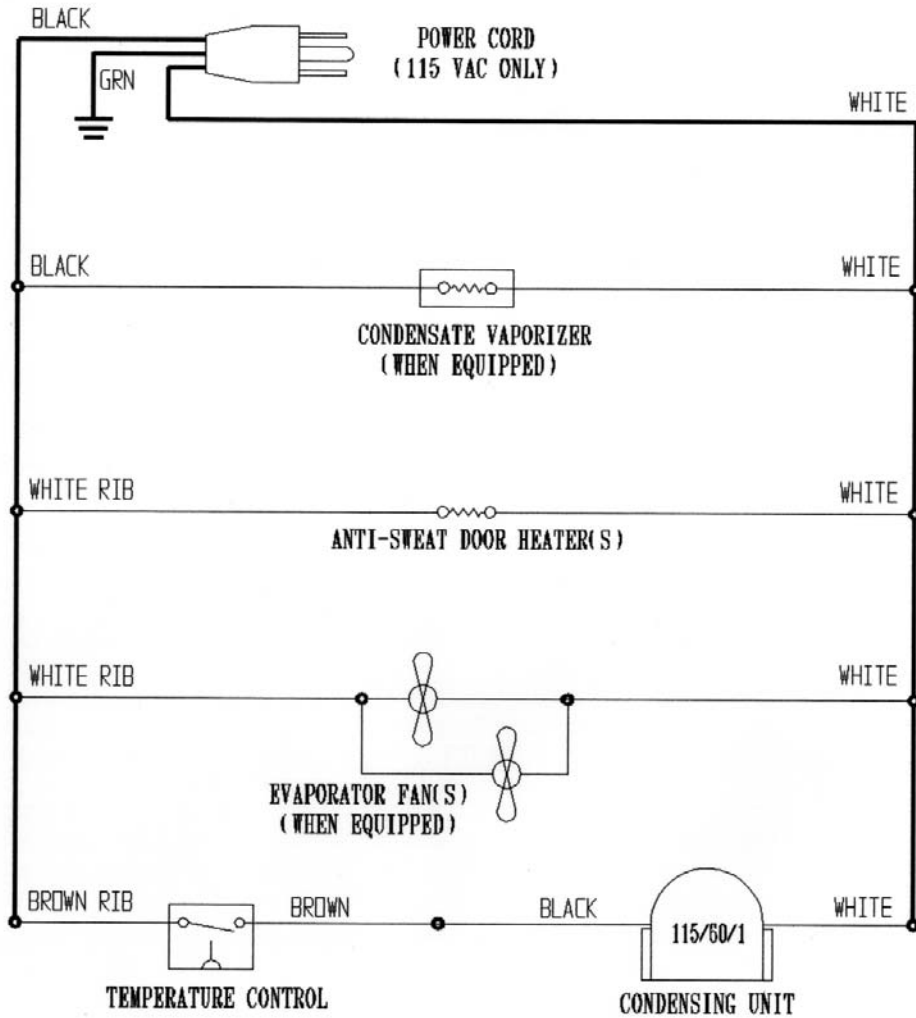 BLACK
POWER CORD
(115 VAC ONLY)
GRN
WHITE
BLACK
WHITE
CONDENSATE VAPORIZER
(WHEN EQUIPPED)
WHITE RIB
WHITE
ANTI-SWEAT DOOR HEATER(S)
WHITE RIB
WHITE
EVAPORATOR FAN(S)
(WHEN EQUIPPED)
BROWN RIB
BROWN
BLACK
WHITE
115/60/1
TEMPERATURE CONTROL
CONDENSING UNIT